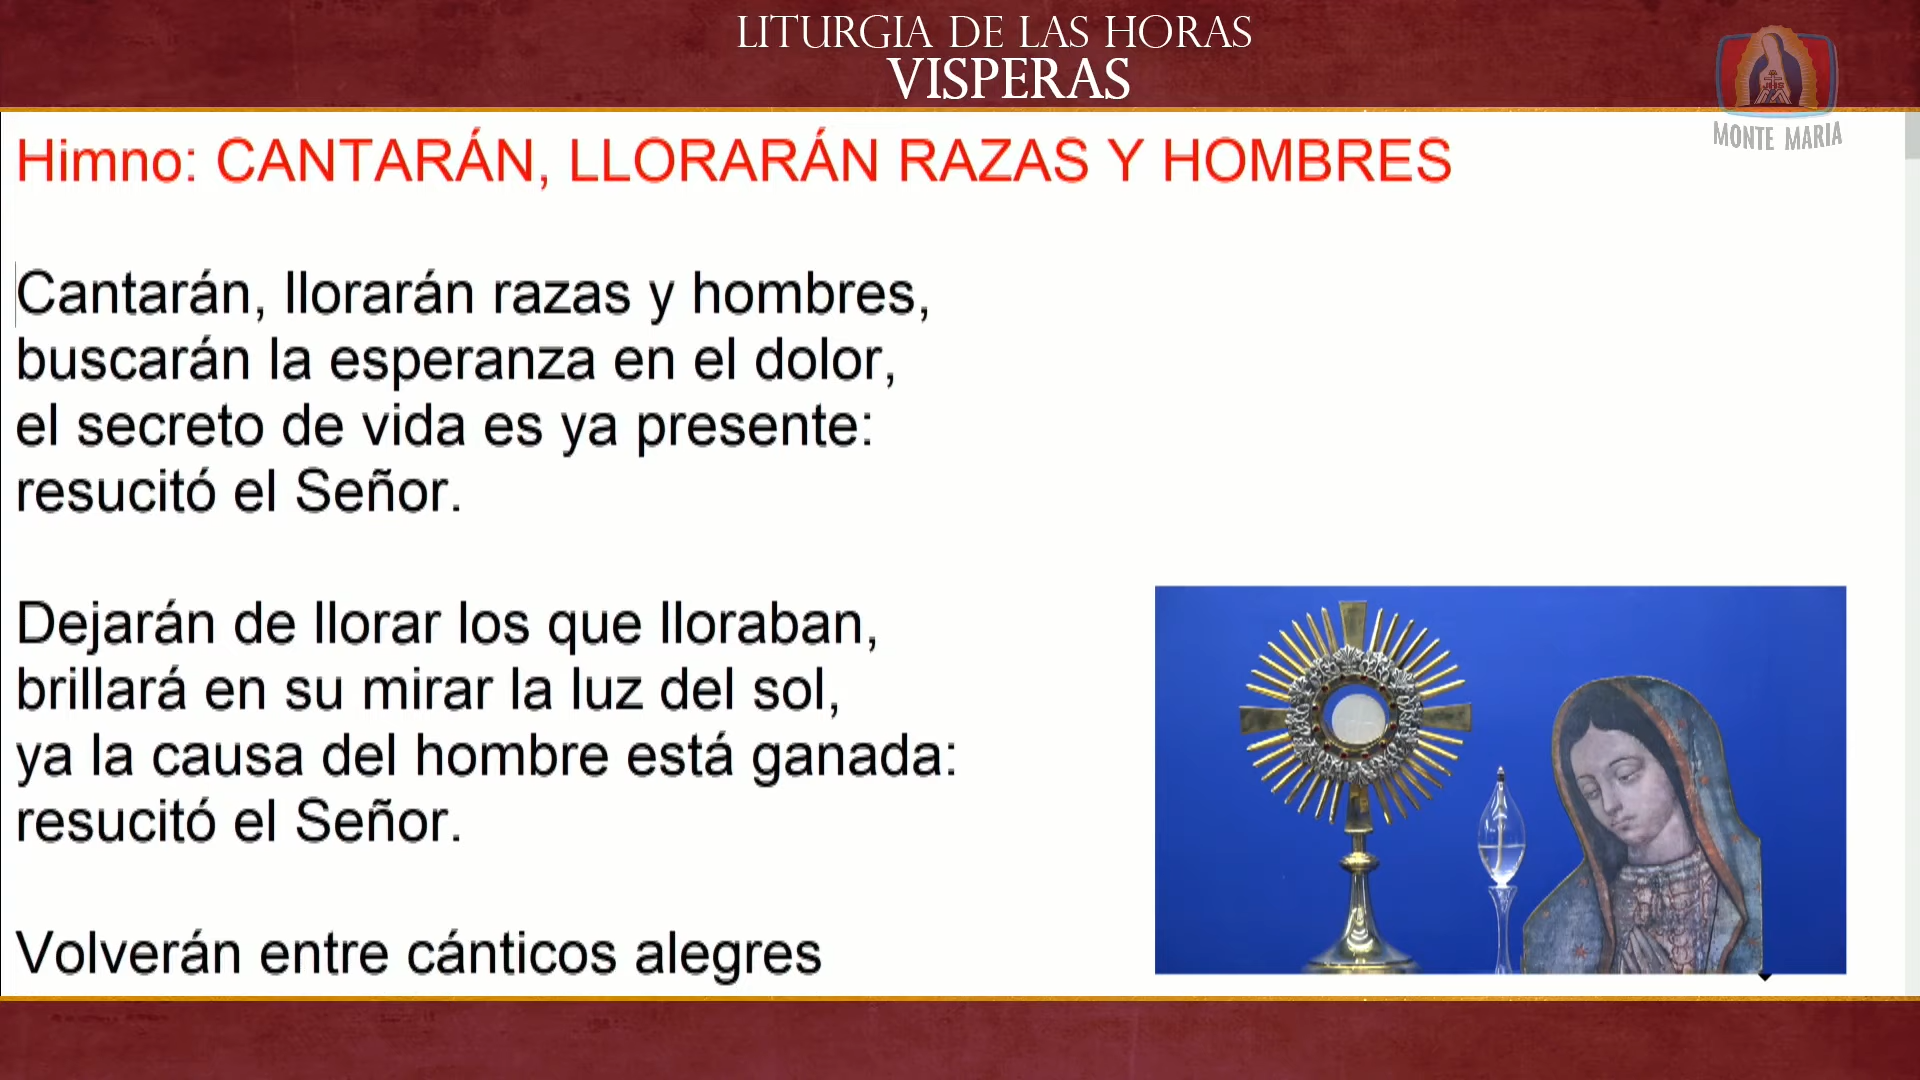 LITURGIA DE LAS HORAS
VISPERAS
MONTE MARIA
Himno: CANTARÁN, LLORARÁN RAZAS Y HOMBRES
Cantarán, llorarán razas y hombres,
buscarán la esperanza en el dolor,
el secreto de vida es ya presente:
resucitó el Señor.
Dejarán de llorar los que lloraban,
brillará en su mirar la luz del sol,
ya la causa del hombre está ganada:
resucitó el Señor.
Volverán entre cánticos alegres